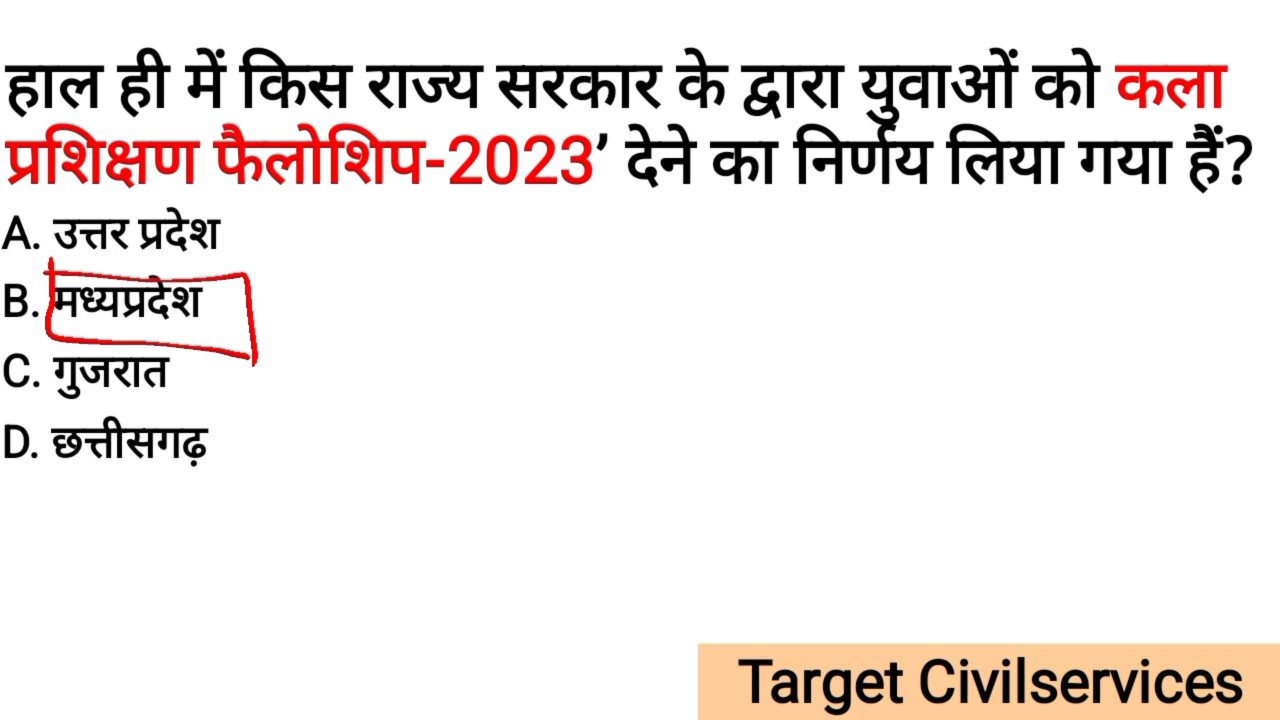 हाल ही में किस राज्य सरकार के द्वारा युवाओं को कला
प्रशिक्षण फैलोशिप-2023’ देने का निर्णय लिया गया हैं?
A. उत्तर प्रदेश
B. मध्यप्रदेश
C. गुजरात
D. छत्तीसगढ़
Target Civilservices